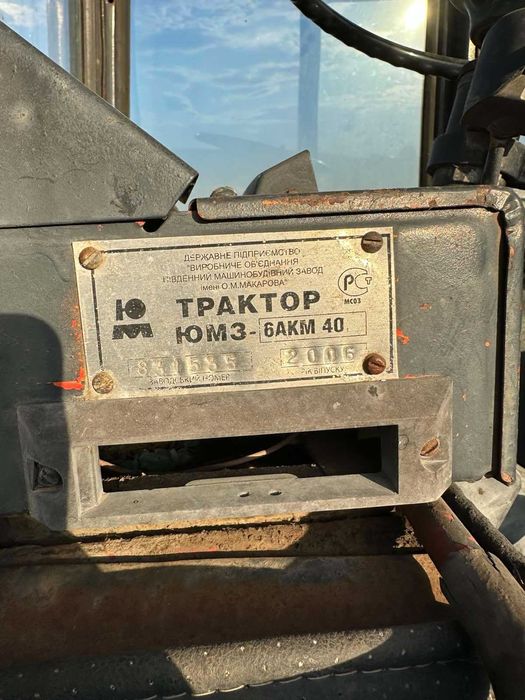 ДЕРЖАВНЕ ПІДПРИЄМСТВО
"ВИРОБНИЧЕ ОБ'ЄДНАННЯ
ПІВДЕННИЙ МАШИНОБУДІВНИЙ ЗАВОД
імені О.М.МАКАРОВА"
Ю
М
РСТ
МС03
ТРАКТОР
ЮМЗ-6АКМ 40
2006
ЗАВОДСЬКИЙ НОМЕР
РІК ВИПУСКУ